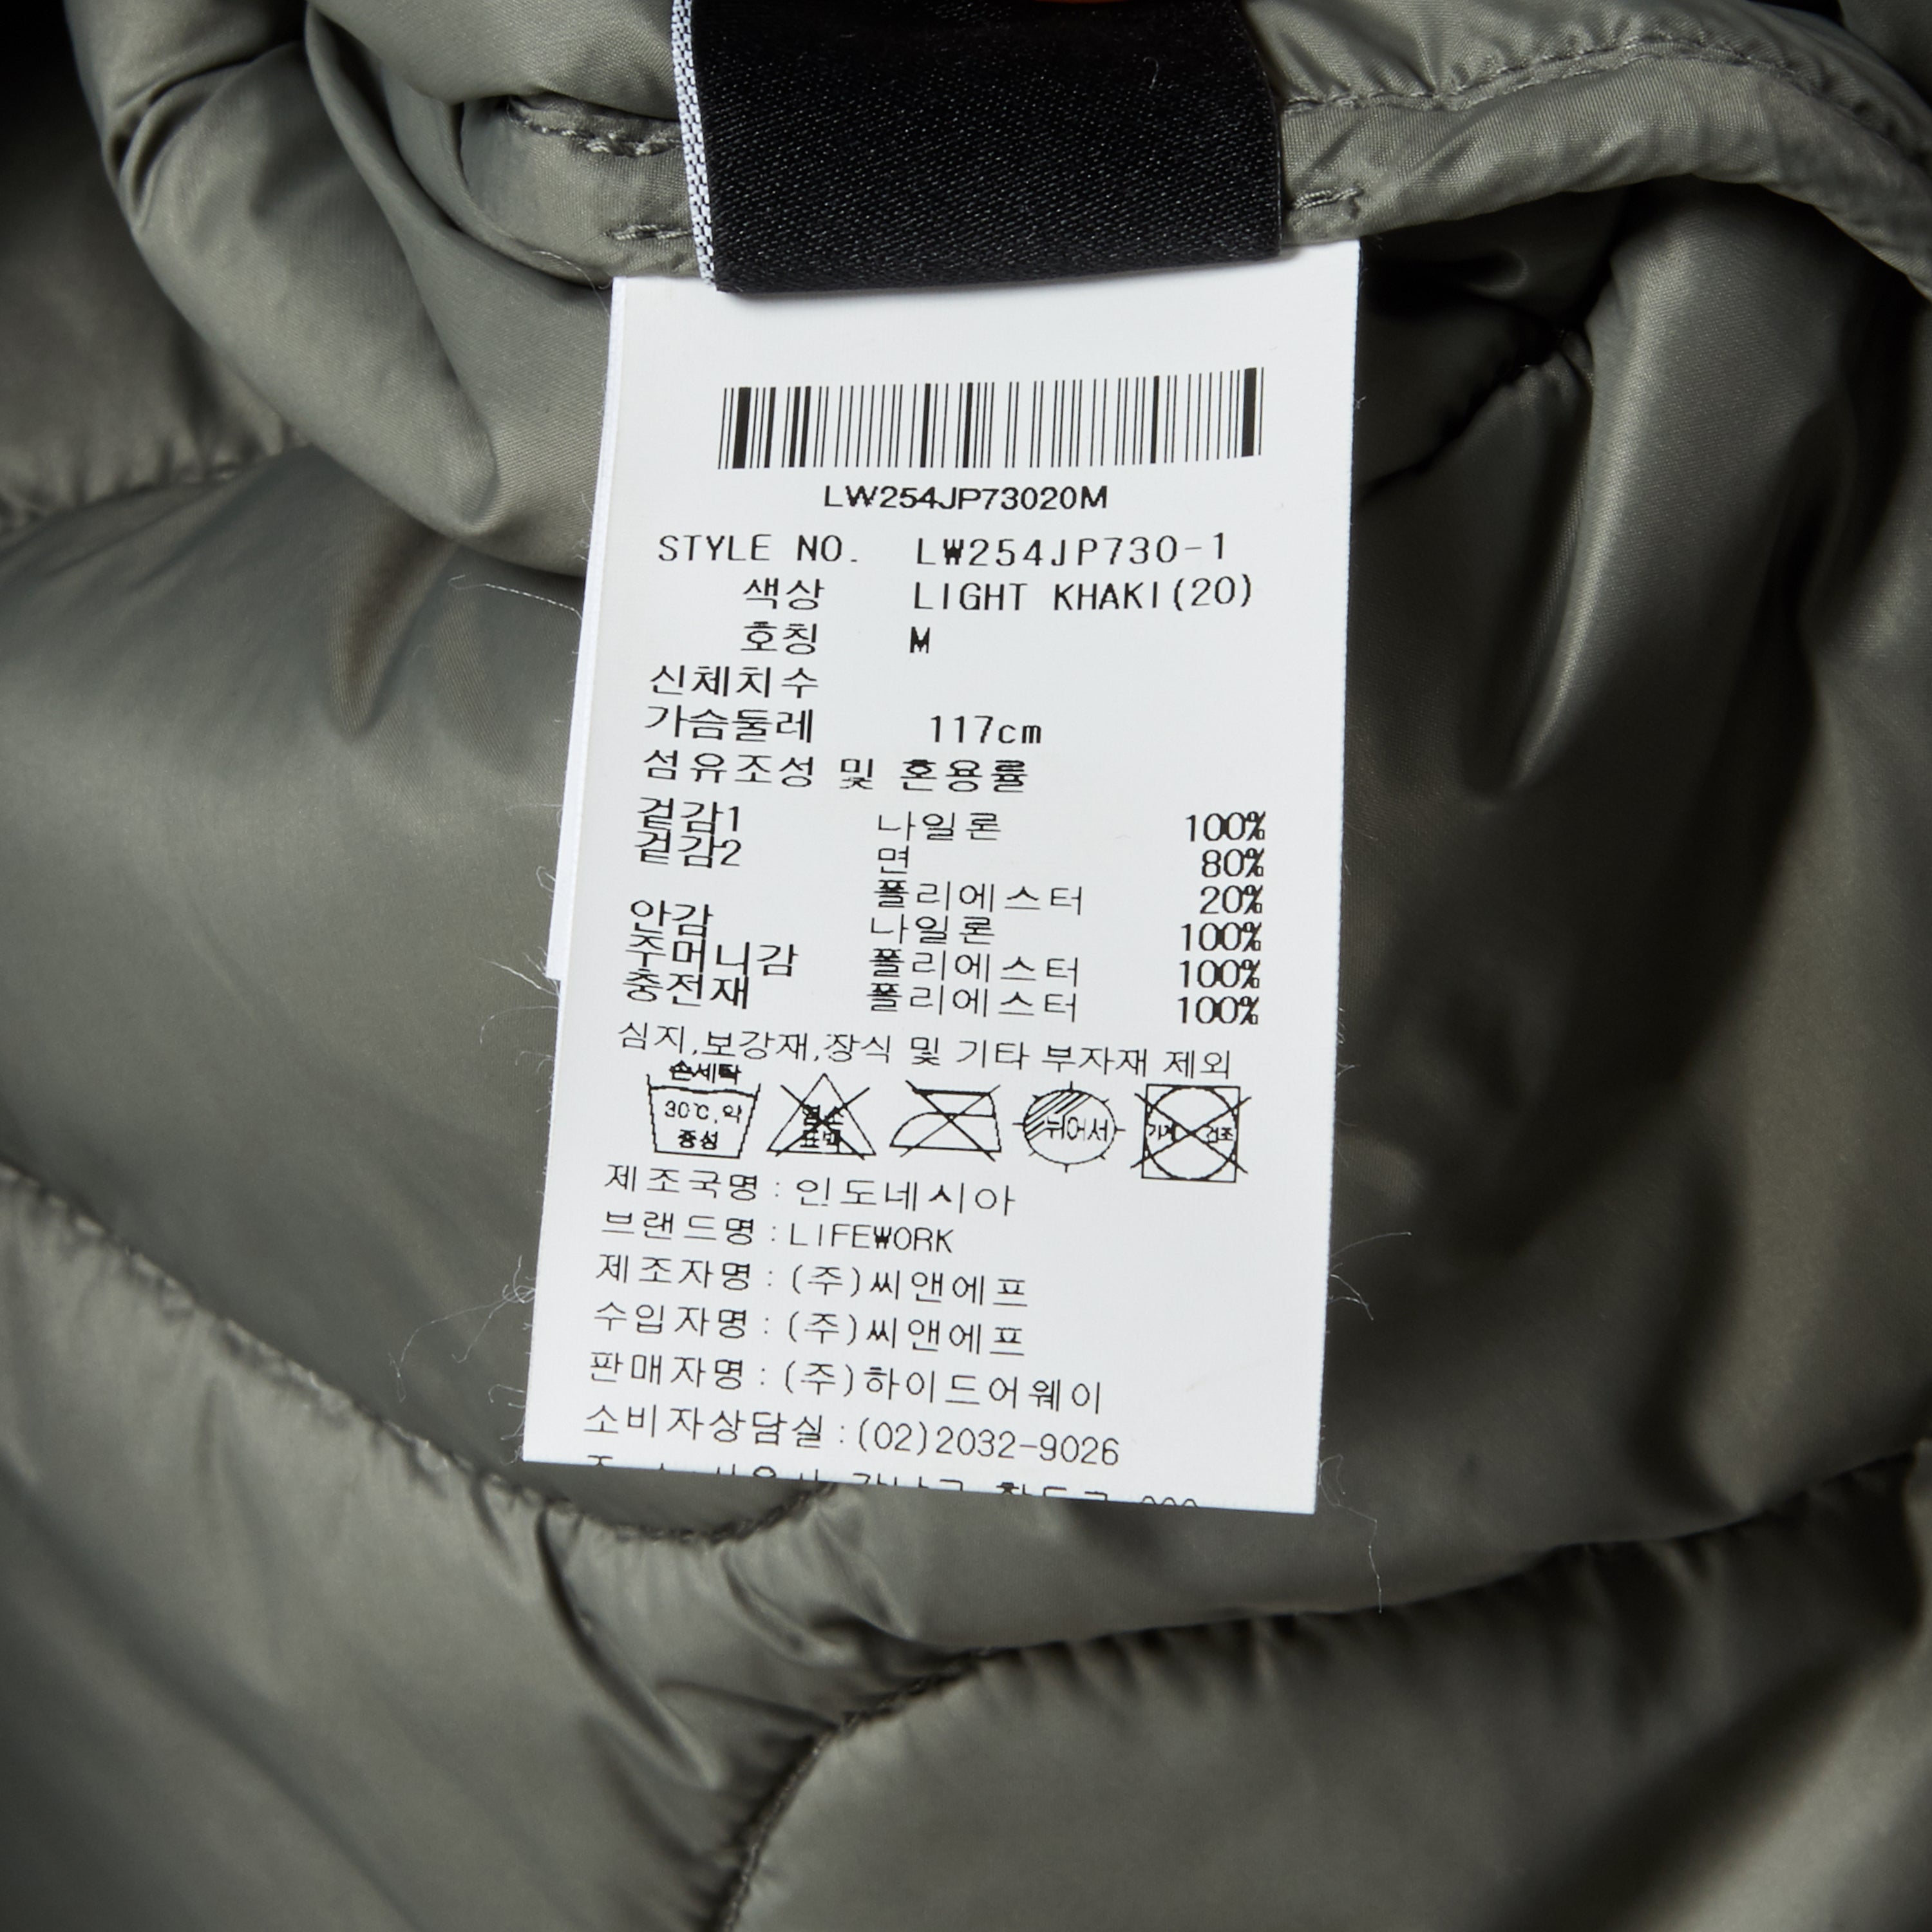 LW254JP73020M
STYLE NO. LW254JP730-1
색상 LIGHT KHAKI(20)
호칭 M
신체치수
가슴둘레 117cm
섬유조성 및 혼용률
겉감1 나일론 100%
겉감2 면 80%
폴리에스터 20%
안감 나일론 100%
주머니감 폴리에스터 100%
충전재 폴리에스터 100%
심지,보강재,장식 및 기타 부자재 제외
손세탁
30℃,약
중성
염소
표백
뉘어서
기계 건조
제조국명 : 인도네시아
브랜드명 : LIFEWORK
제조자명 : (주)씨앤에프
수입자명 : (주)씨앤에프
판매자명 : (주)하이드어웨이
소비자상담실 : (02)2032-9026